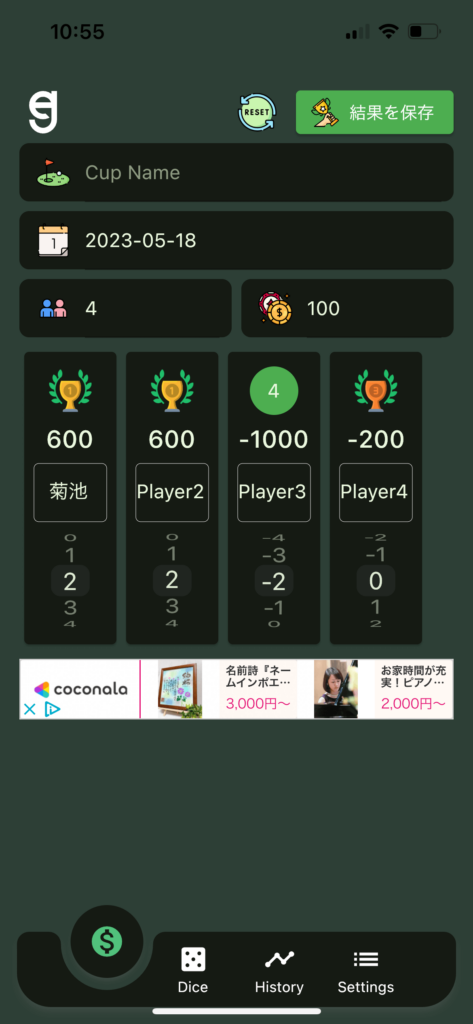 10:55
RESET
結果を保存
Cup Name
1
2023-05-18
4
100
1
1
4
3
600
600
-1000
-200
菊池
Player2
Player3
Player4
0
0
-4
-2
1
1
-3
-1
2
2
-2
0
3
3
-1
1
4
4
0
2
coconala
名前詩『ネー
ムインポエ…
3,000円～
お家時間が充
実！ピアノ…
2,000円～
Dice
History
Settings